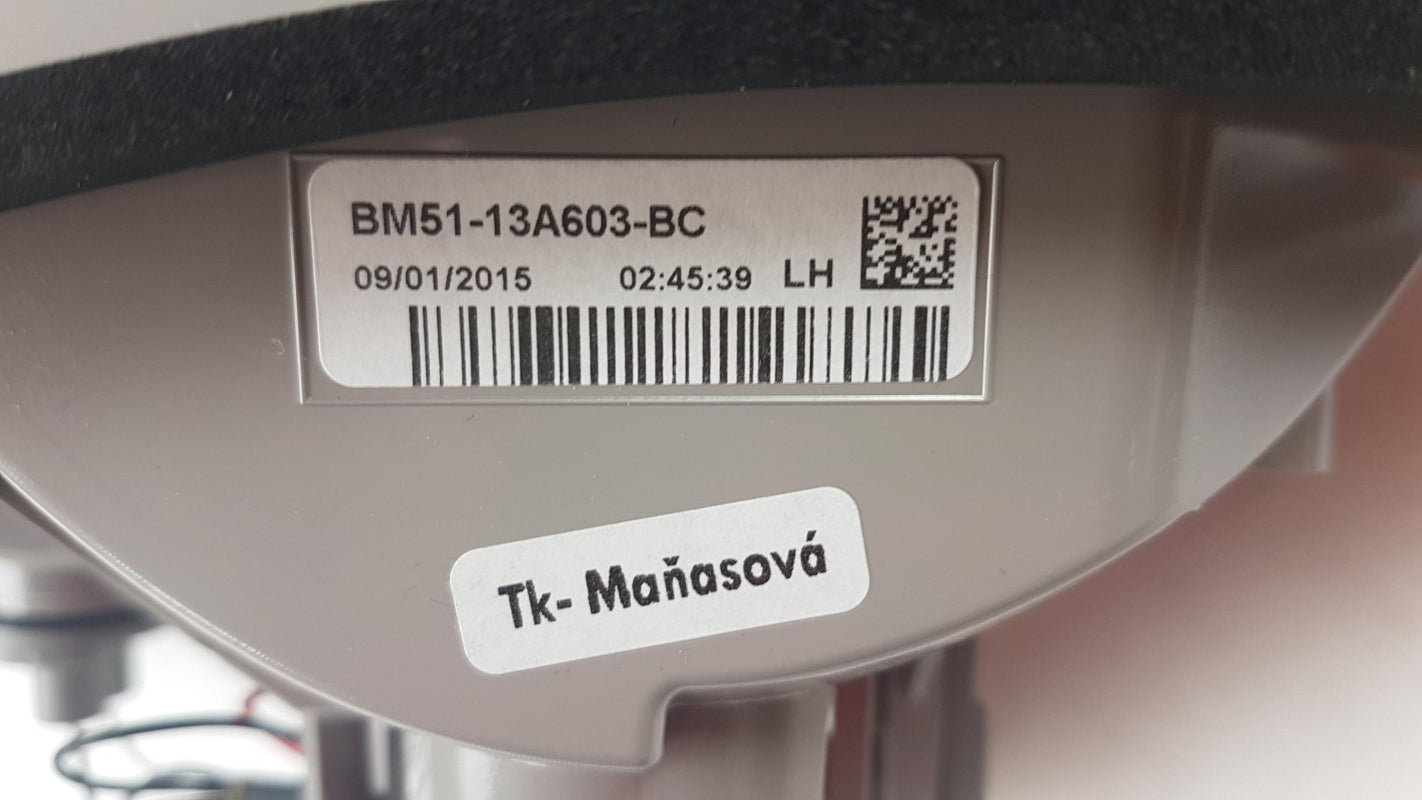 BM51-13A603-BC
09/01/2015 02:45:39 LH
Tk- Maňasová